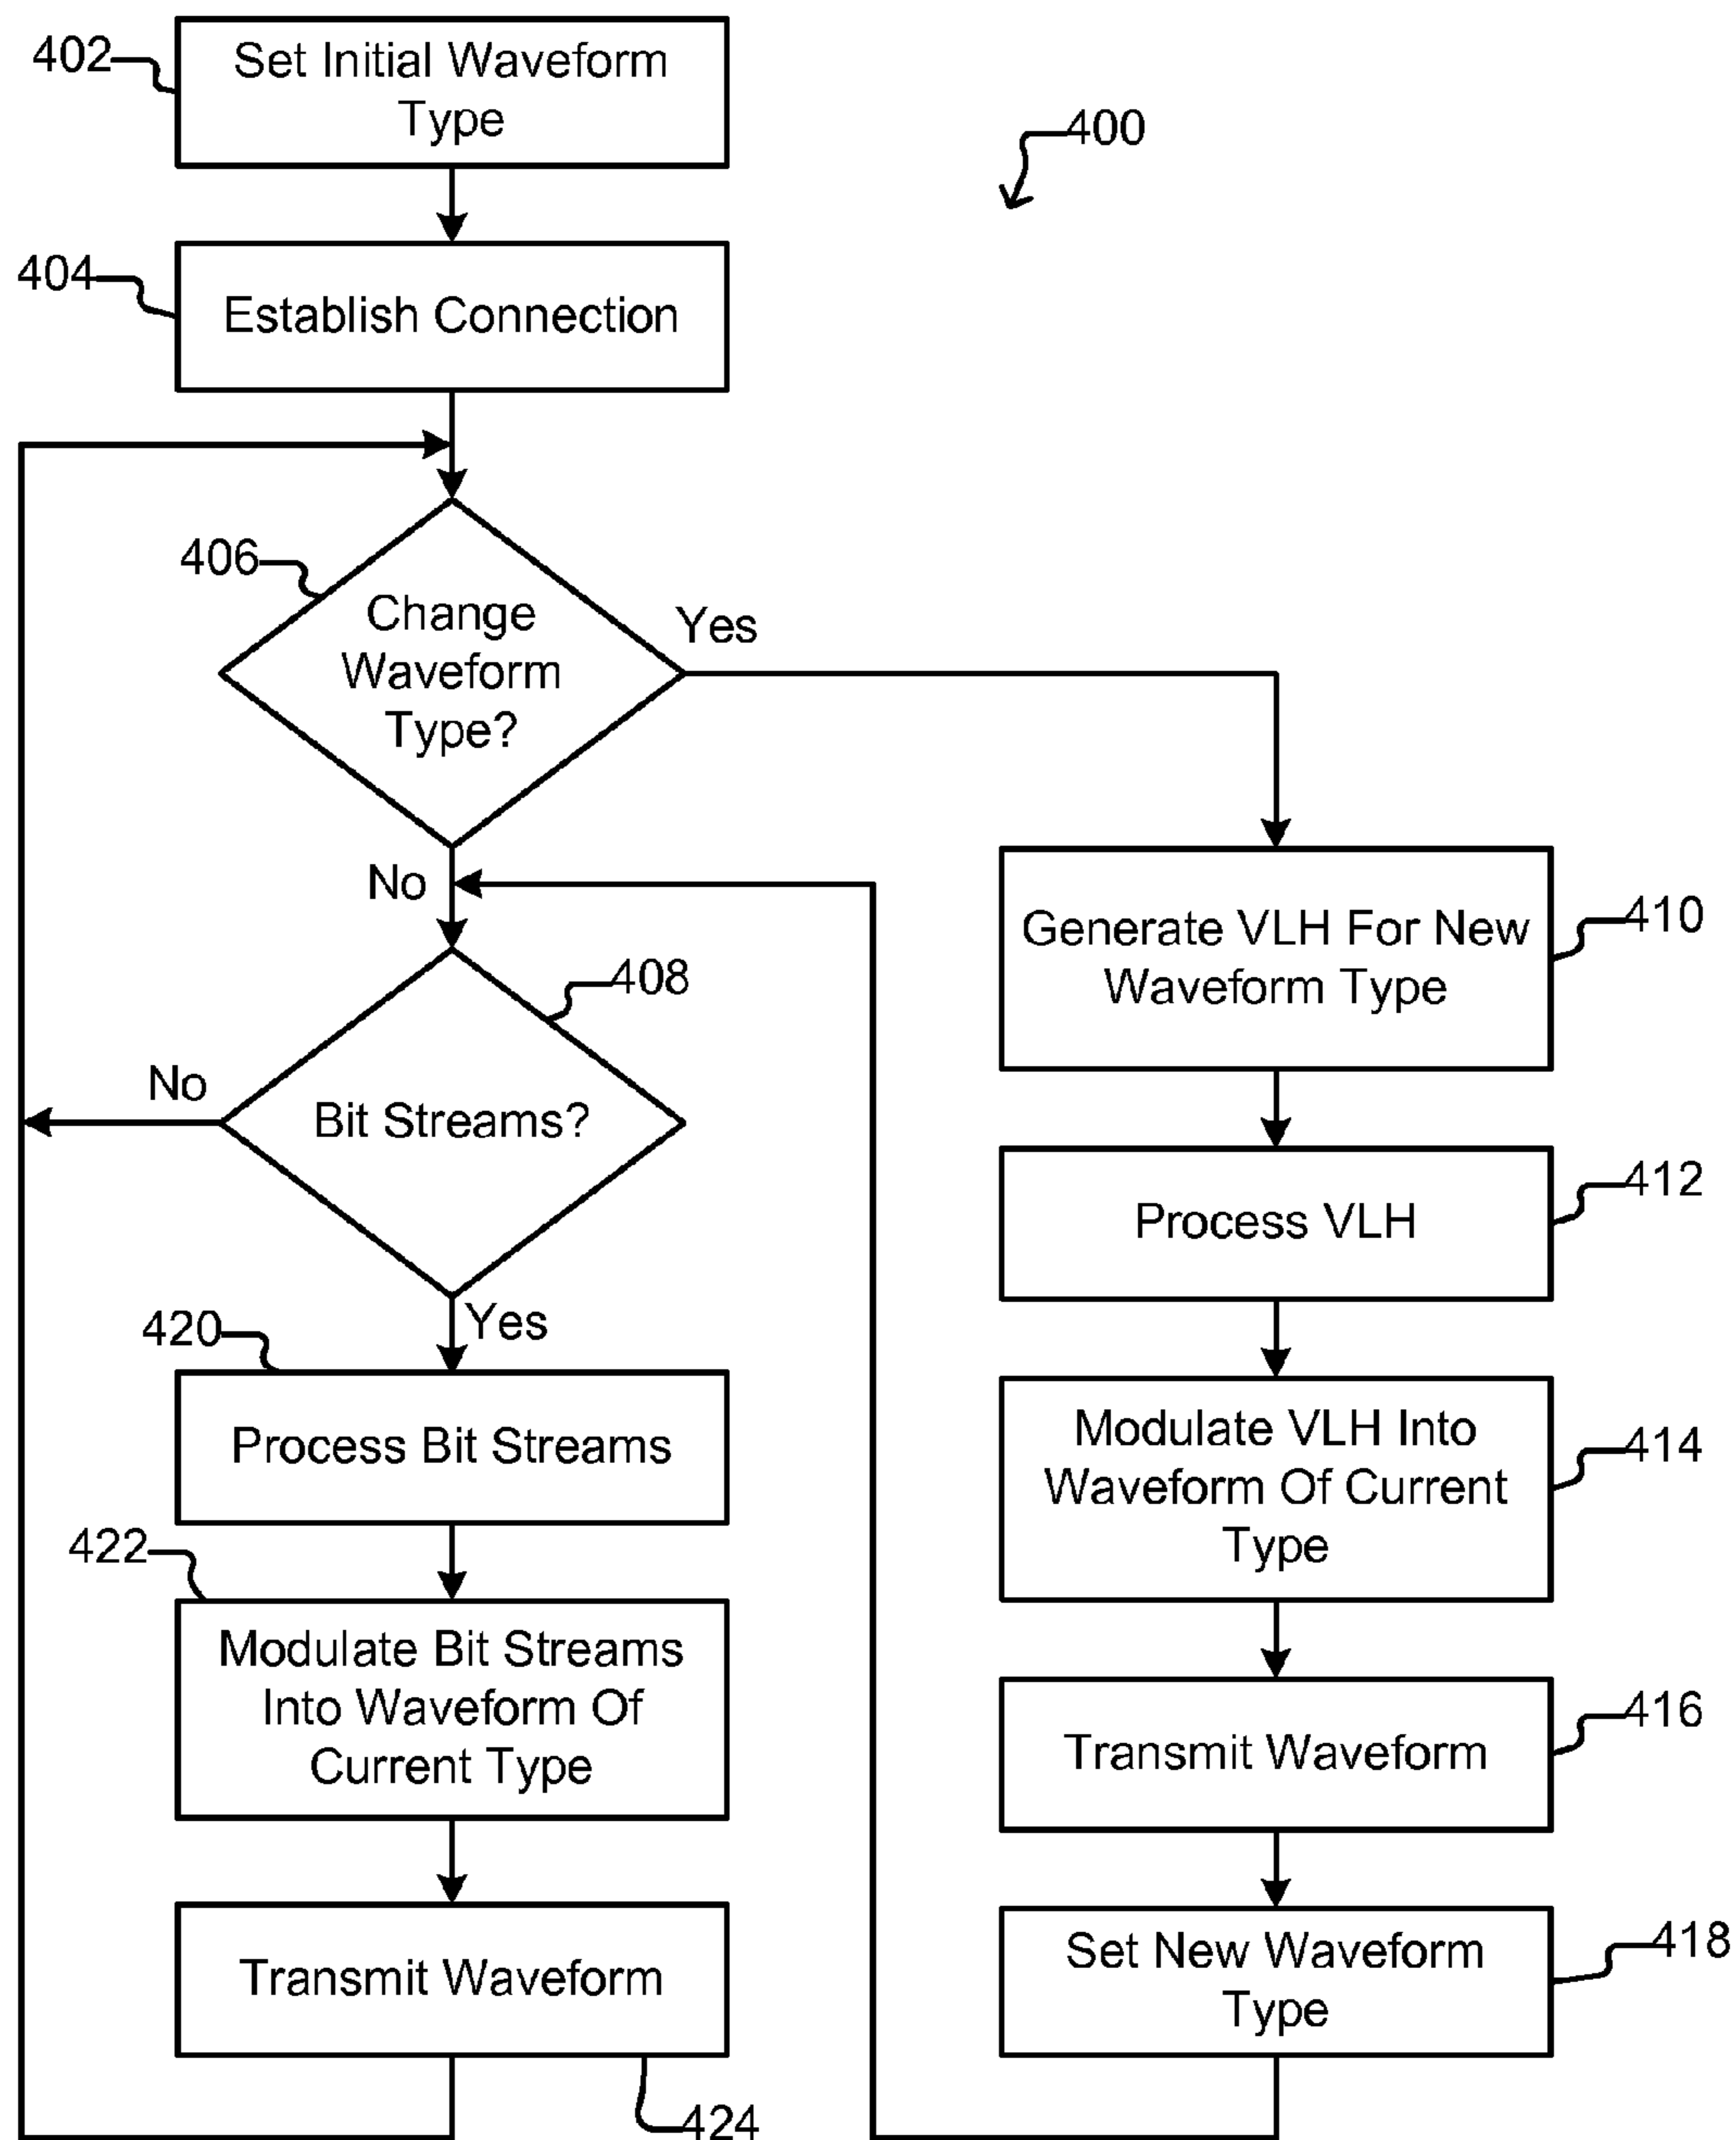 402
Set Initial Waveform
Type
400
404
Establish Connection
406
Change
Waveform
Type?
Yes
No
408
Bit Streams?
No
Yes
410
Generate VLH For New
Waveform Type
412
Process VLH
414
Modulate VLH Into
Waveform Of Current
Type
416
Transmit Waveform
418
Set New Waveform
Type
420
Process Bit Streams
422
Modulate Bit Streams
Into Waveform Of
Current Type
Transmit Waveform
424